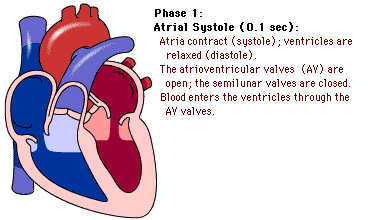 Phase 1:
Atrial Systole (0.1 sec):
Atria contract (systole); ventricles are
relaxed (diastole).
The atrioventricular valves (AV) are
open; the semilunar valves are closed.
Blood enters the ventricles through the
AV valves.